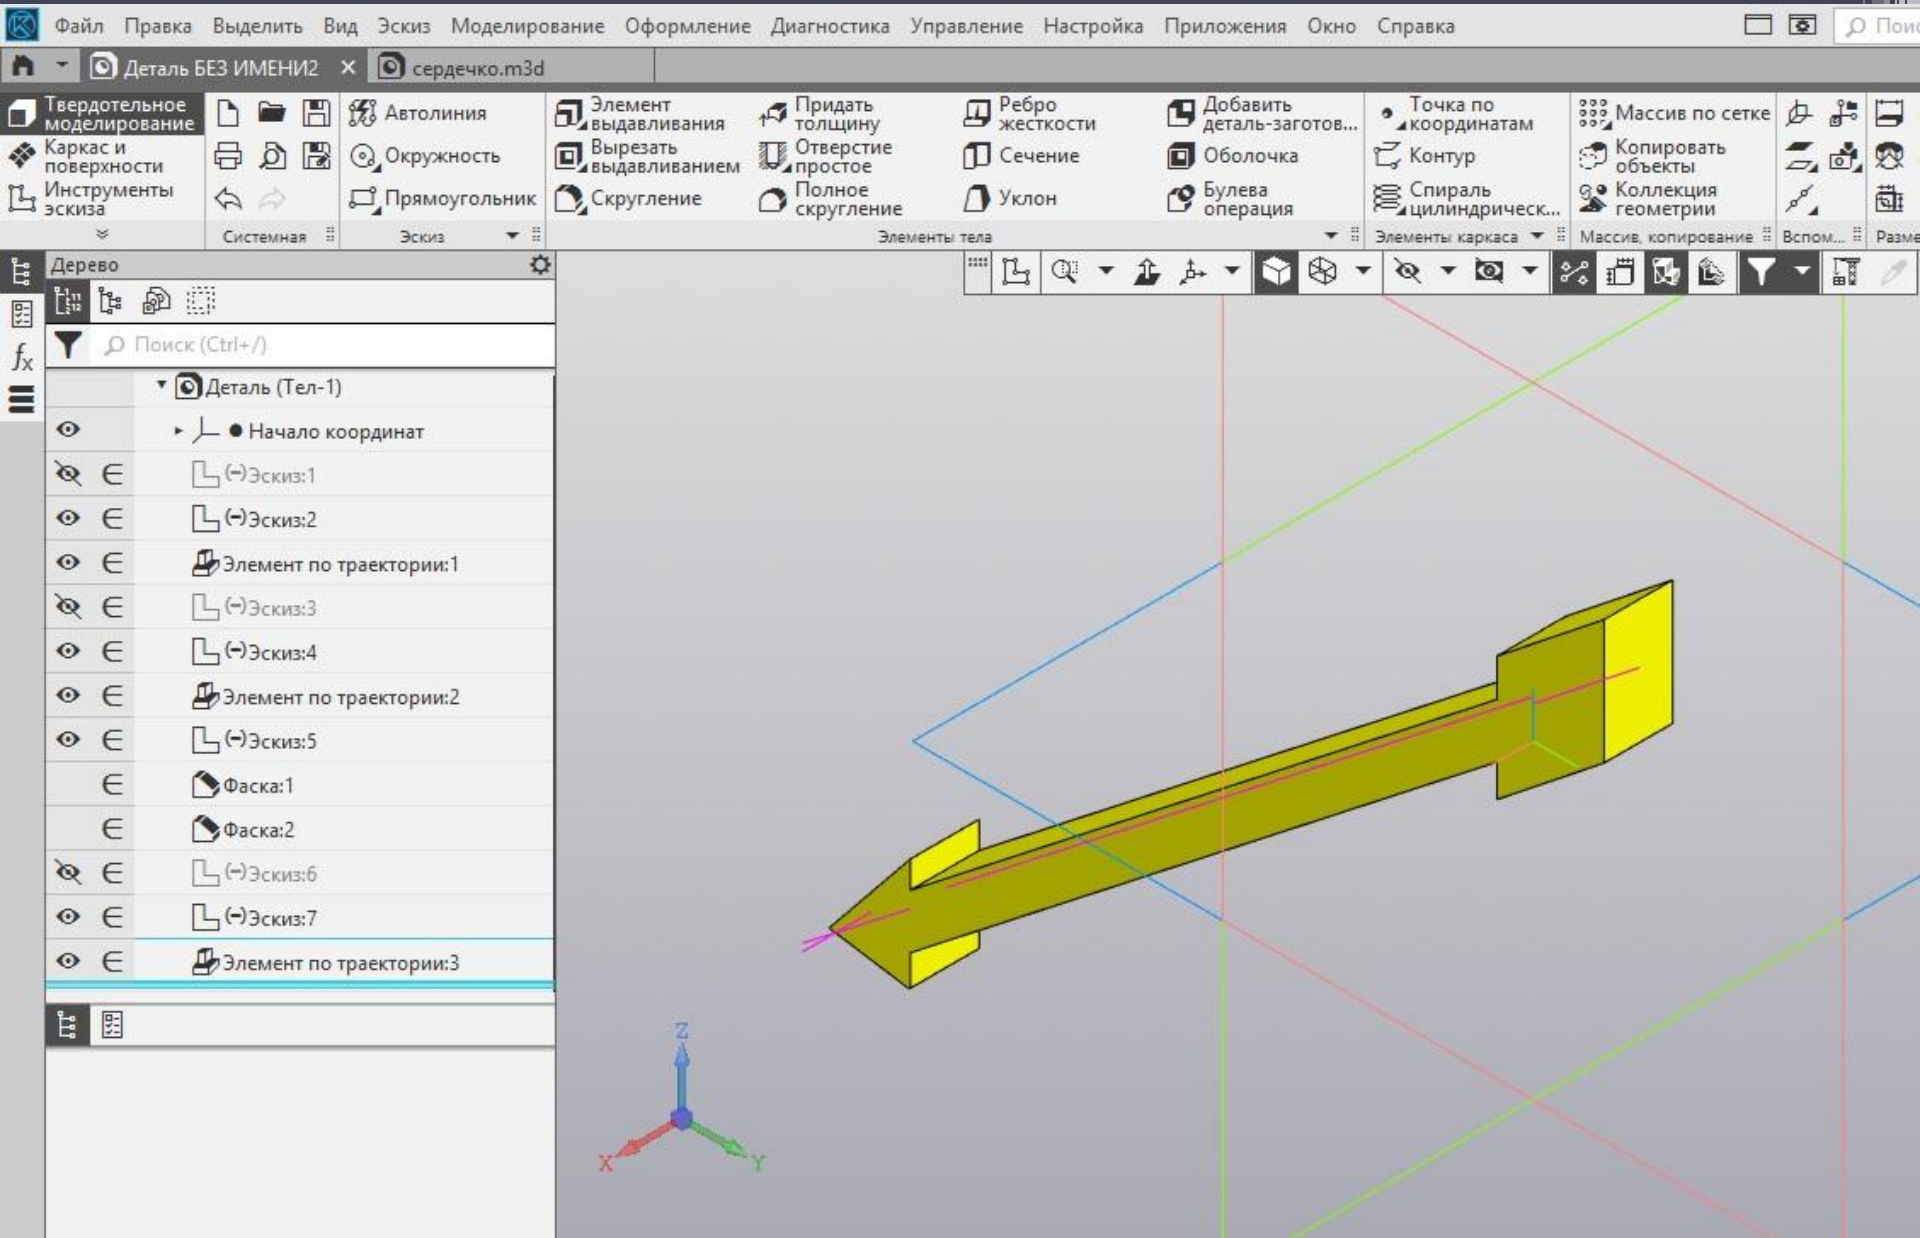 Файл Правка Выделить Вид Эскиз Моделирование Оформление Диагностика Управление Настройка Приложения Окно Справка
Деталь БЕЗ ИМЕНИ2
сердечко.m3d
Твердотельное
моделирование
Каркас и
поверхности
Инструменты
эскиза
Системная
Автолиния
Окружность
Прямоугольник
Эскиз
Элемент
выдавливания
Вырезать
выдавливанием
Скругление
Придать
толщину
Отверстие
простое
Полное
скругление
Ребро
жесткости
Сечение
Уклон
Добавить
деталь-заготов...
Оболочка
Булева
операция
Элементы тела
Точка по
координатам
Контур
Спираль
цилиндрическ...
Элементы каркаса
Массив по сетке
Копировать
объекты
Коллекция
геометрии
Массив, копирование
Вспом...
Дерево
Поиск (Ctrl+/)
Деталь (Тел-1)
Начало координат
(-)Эскиз:1
(-)Эскиз:2
Элемент по траектории:1
(-)Эскиз:3
(-)Эскиз:4
Элемент по траектории:2
(-)Эскиз:5
Фаска:1
Фаска:2
(-)Эскиз:6
(-)Эскиз:7
Элемент по траектории:3
Z
X
Y